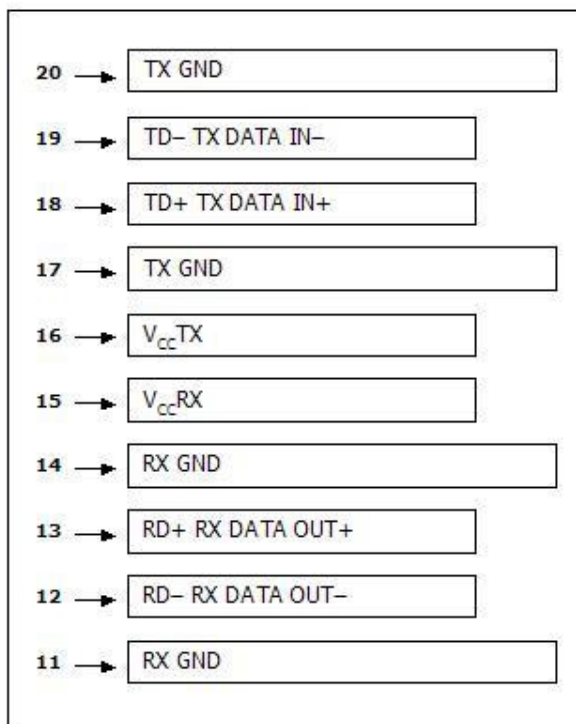 20 TX GND
19 TD– TX DATA IN–
18 TD+ TX DATA IN+
17 TX GND
16 VCCTX
15 VCCRX
14 RX GND
13 RD+ RX DATA OUT+
12 RD– RX DATA OUT–
11 RX GND